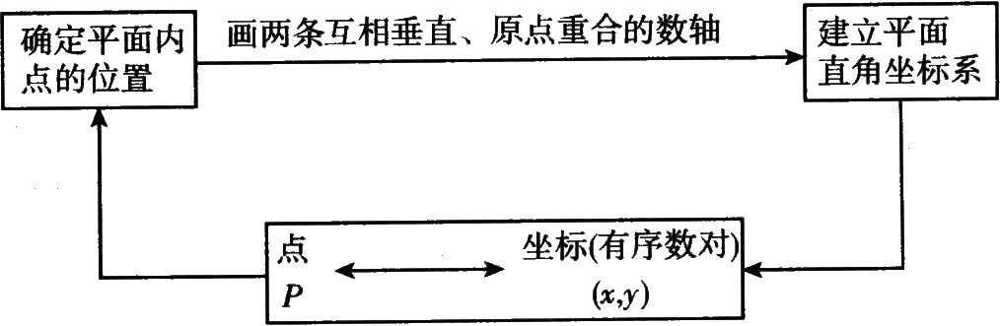 确定平面内
点的位置
画两条互相垂直、原点重合的数轴
建立平面
直角坐标系
点
P
坐标(有序数对)
(x,y)